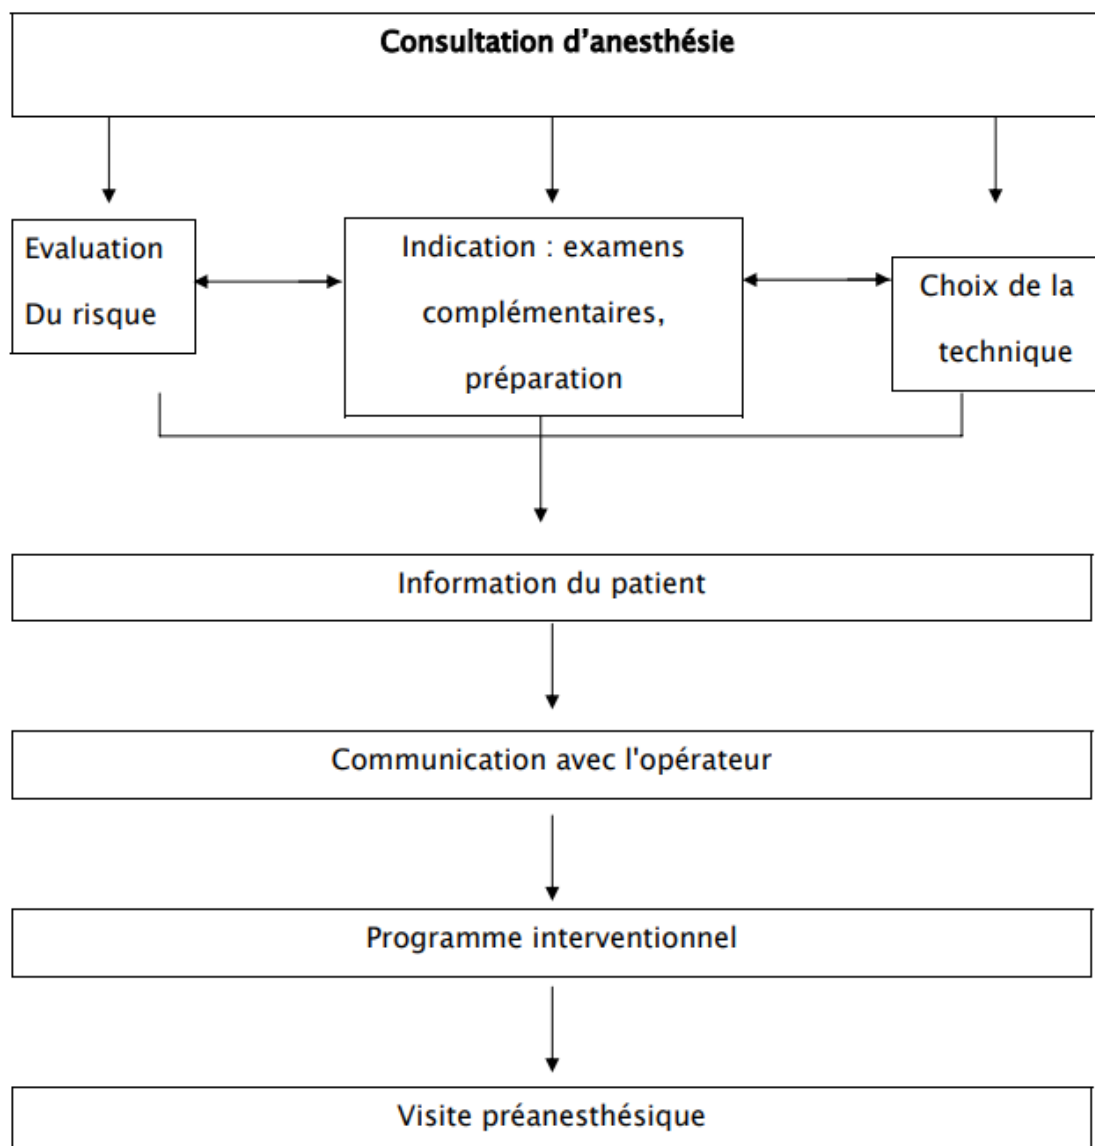 Consultation d'anesthésie
Evaluation
Du risque
Indication : examens
complémentaires,
préparation
Choix de la
technique
Information du patient
Communication avec l'opérateur
Programme interventionnel
Visite préanesthésique